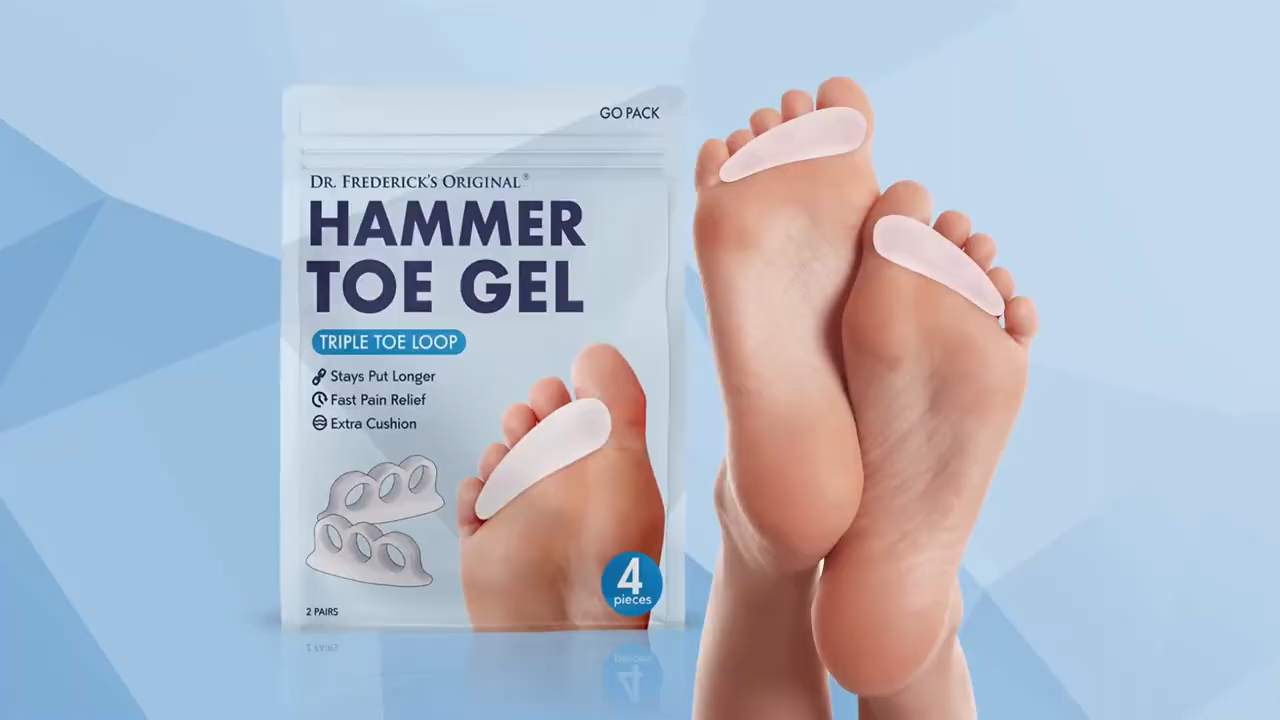 GO PACK
DR. FREDERICK'S ORIGINAL®
HAMMER
TOE GEL
TRIPLE TOE LOOP
Stays Put Longer
Fast Pain Relief
Extra Cushion
4
pieces
2 PAIRS